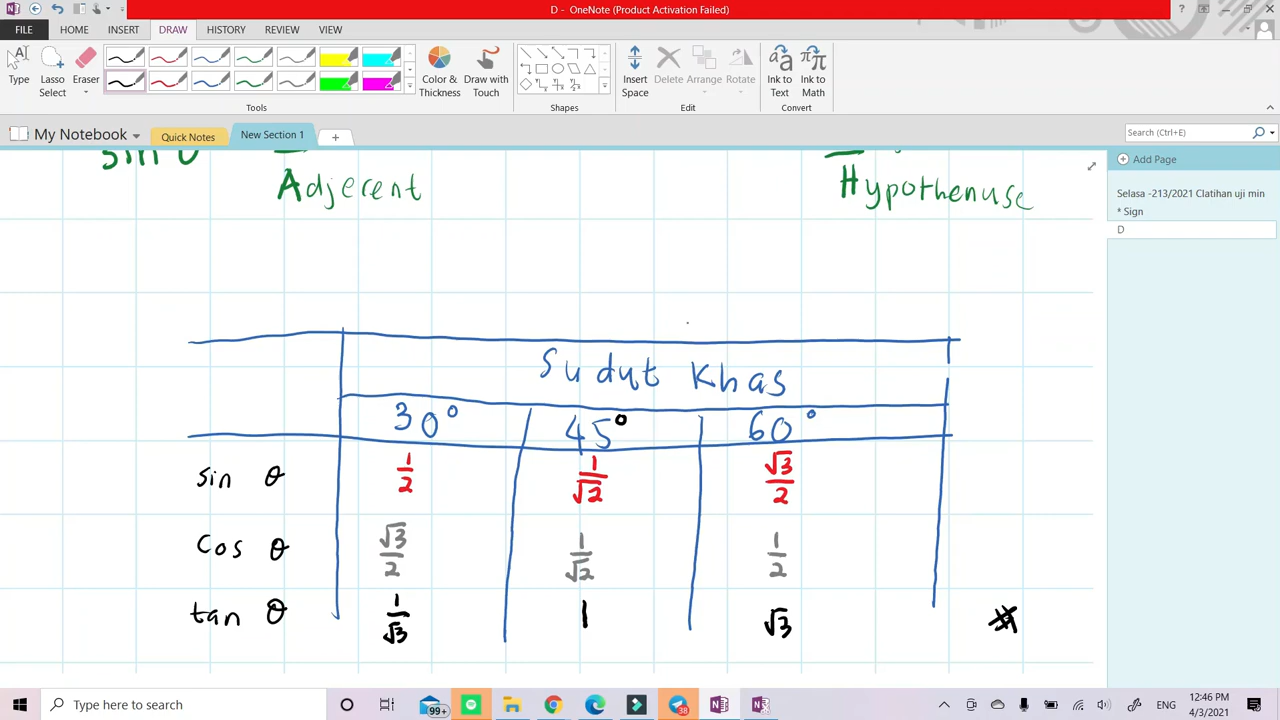 D - OneNote (Product Activation Failed)
FILE HOME INSERT DRAW HISTORY REVIEW VIEW
Type Lasso Select Eraser Color & Thickness Draw with Touch Insert Space Delete Arrange Rotate Ink to Text Ink to Math
Tools Shapes Edit Convert
My Notebook Quick Notes New Section 1 Search (Ctrl+E)
Add Page
Selasa -213/2021 Clatihan uji min
* Sign
D
sin θ
Adjecent Hypothenuse
Sudut Khas
30° 45° 60°
sin θ 1/2 1/√2 √3/2
Cos θ √3/2 1/√2 1/2
tan θ 1/√3 1 √3
Type here to search 99+ 38 ENG 12:46 PM
4/3/2021